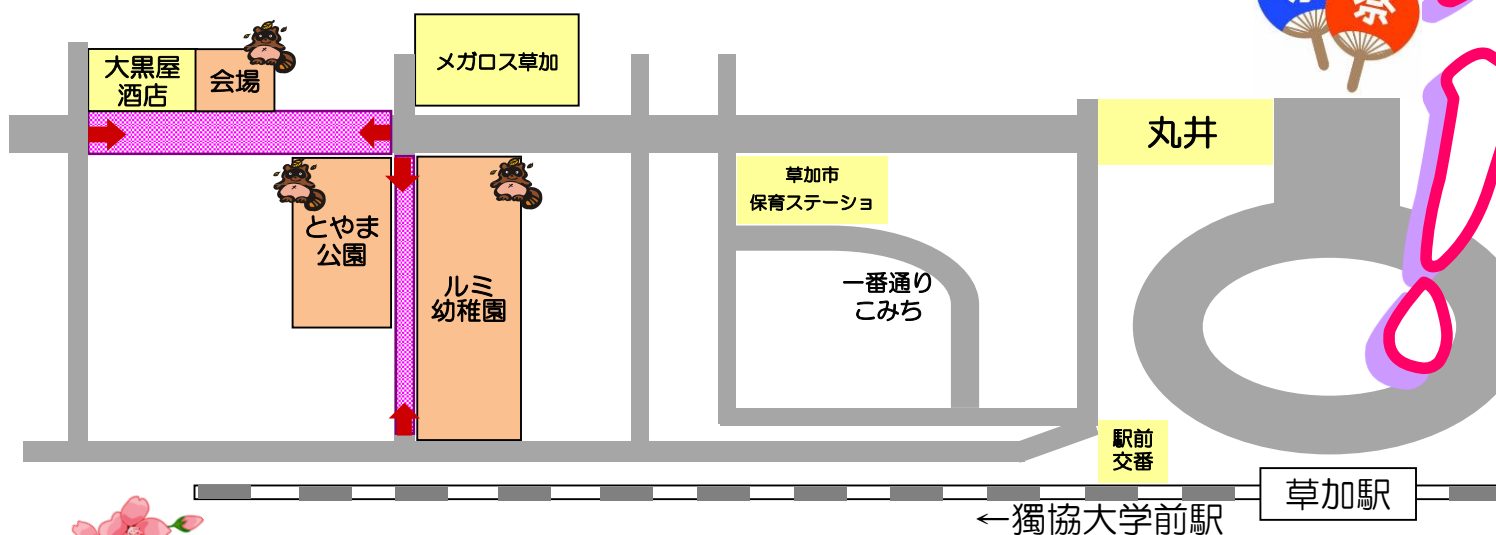 祭
大黒屋
酒店
会場
メガロス草加
丸井
草加市
保育ステーショ
とやま
公園
ルミ
幼稚園
一番通り
こみち
駅前
交番
草加駅
←獨協大学前駅